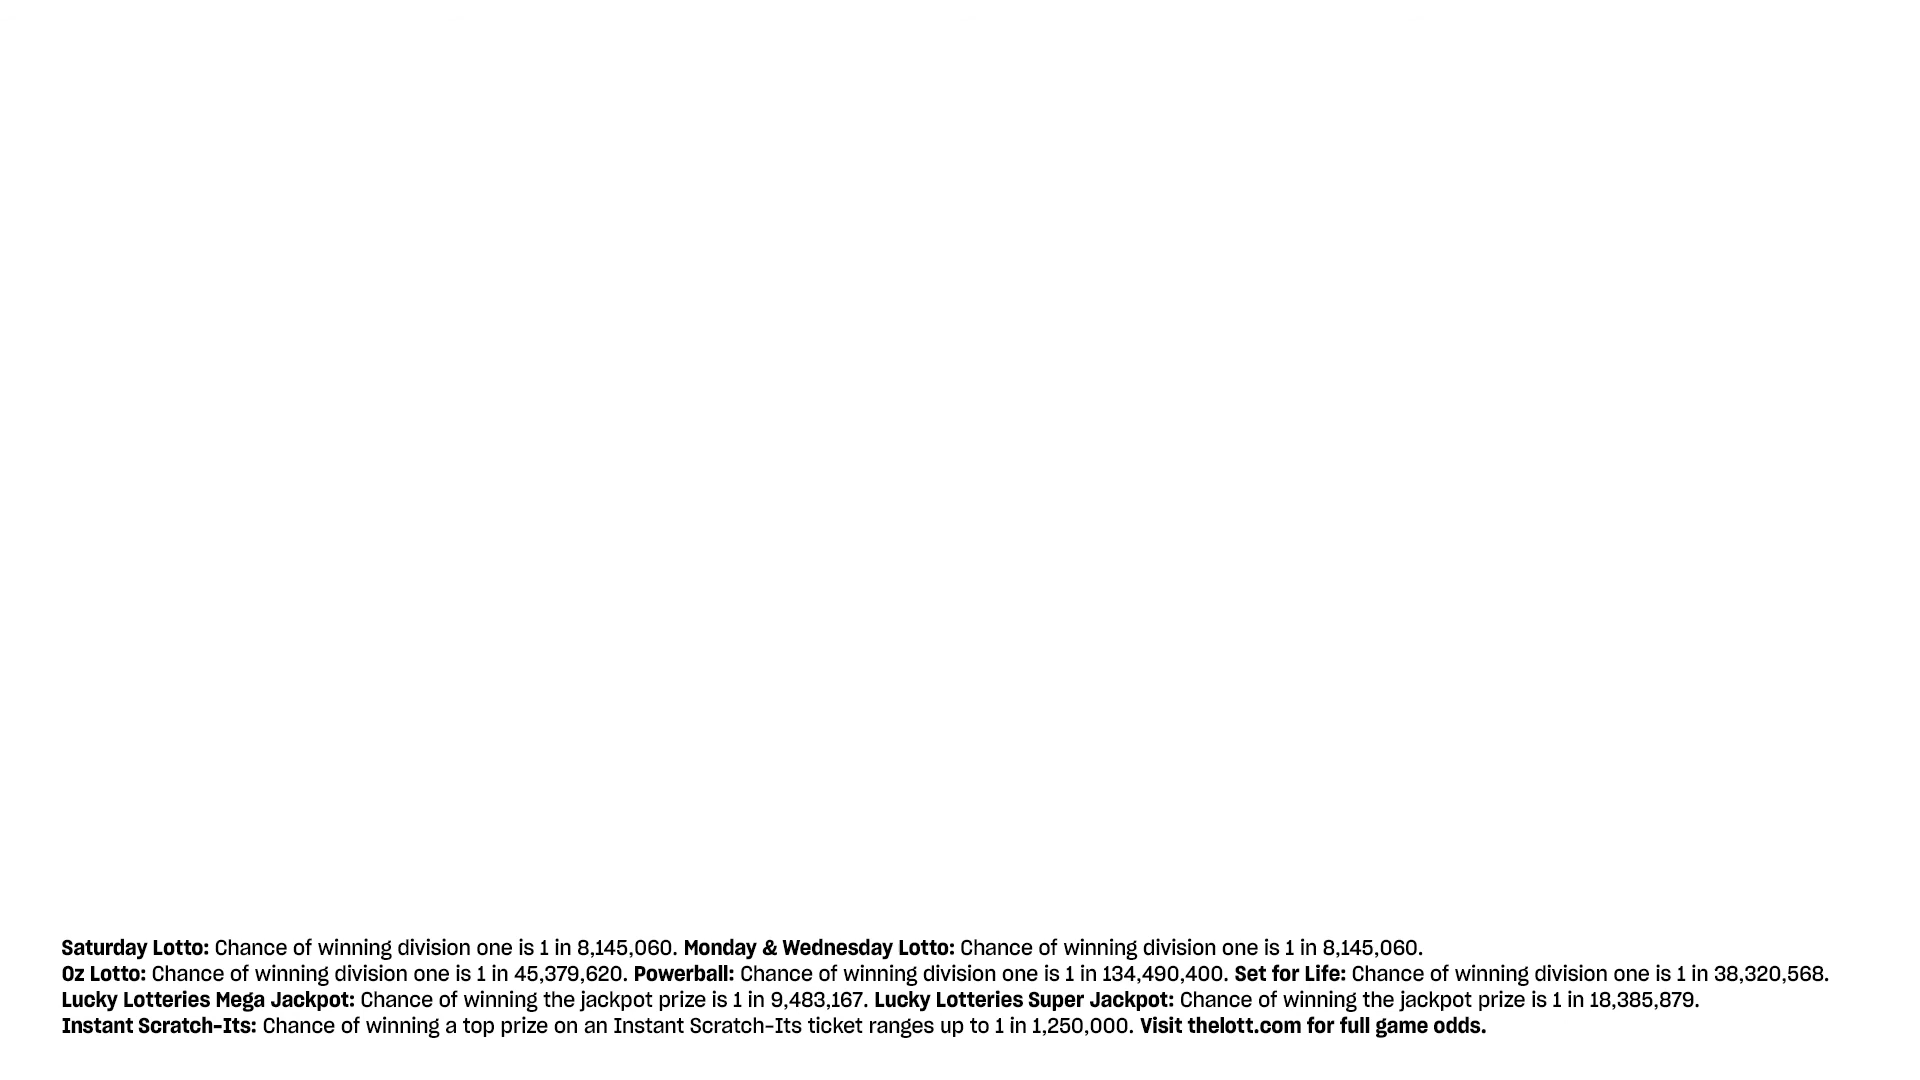 Saturday Lotto: Chance of winning division one is 1 in 8,145,060. Monday & Wednesday Lotto: Chance of winning division one is 1 in 8,145,060.
Oz Lotto: Chance of winning division one is 1 in 45,379,620. Powerball: Chance of winning division one is 1 in 134,490,400. Set for Life: Chance of winning division one is 1 in 38,320,568.
Lucky Lotteries Mega Jackpot: Chance of winning the jackpot prize is 1 in 9,483,167. Lucky Lotteries Super Jackpot: Chance of winning the jackpot prize is 1 in 18,385,879.
Instant Scratch-Its: Chance of winning a top prize on an Instant Scratch-Its ticket ranges up to 1 in 1,250,000. Visit thelott.com for full game odds.